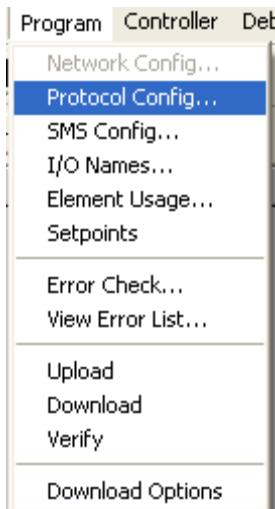 Program Controller Deb
Network Config...
Protocol Config...
SMS Config...
I/O Names...
Element Usage...
Setpoints
Error Check...
View Error List...
Upload
Download
Verify
Download Options